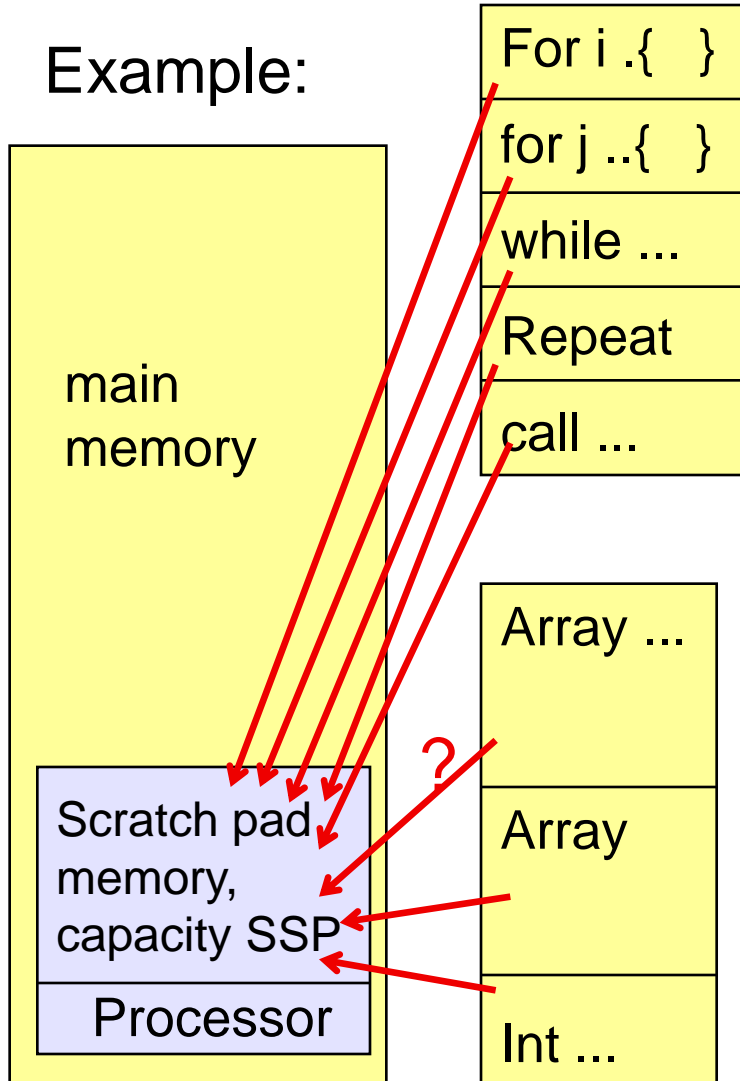 Example:
For i .{ }
for j ..{ }
while ...
Repeat
call ...
main
memory
Array ...
?
Scratch pad
memory,
capacity SSP
Array
Processor
Int ...